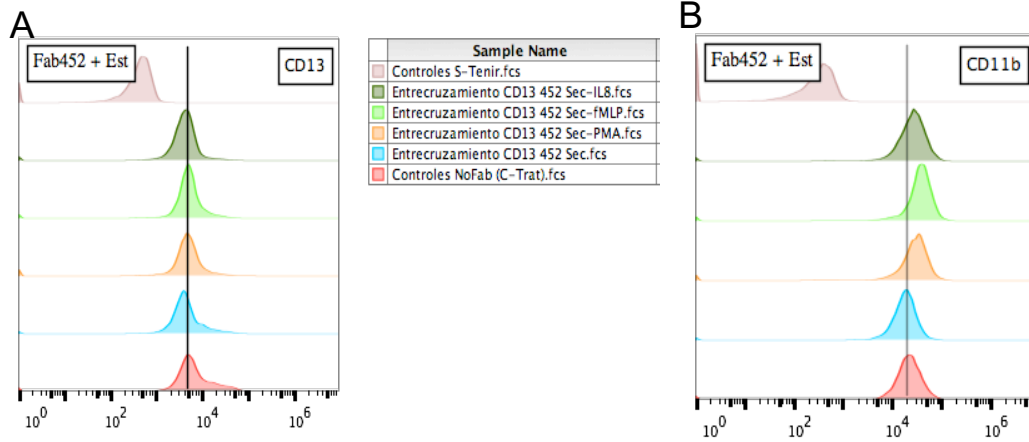 A
Fab452 + Est
CD13
10^0 10^2 10^4 10^6
Sample Name
Controles S-Tenir.fcs
Entrecruzamiento CD13 452 Sec-IL8.fcs
Entrecruzamiento CD13 452 Sec-fMLP.fcs
Entrecruzamiento CD13 452 Sec-PMA.fcs
Entrecruzamiento CD13 452 Sec.fcs
Controles NoFab (C-Trat).fcs
B
Fab452 + Est
CD11b
10^0 10^2 10^4 10^6